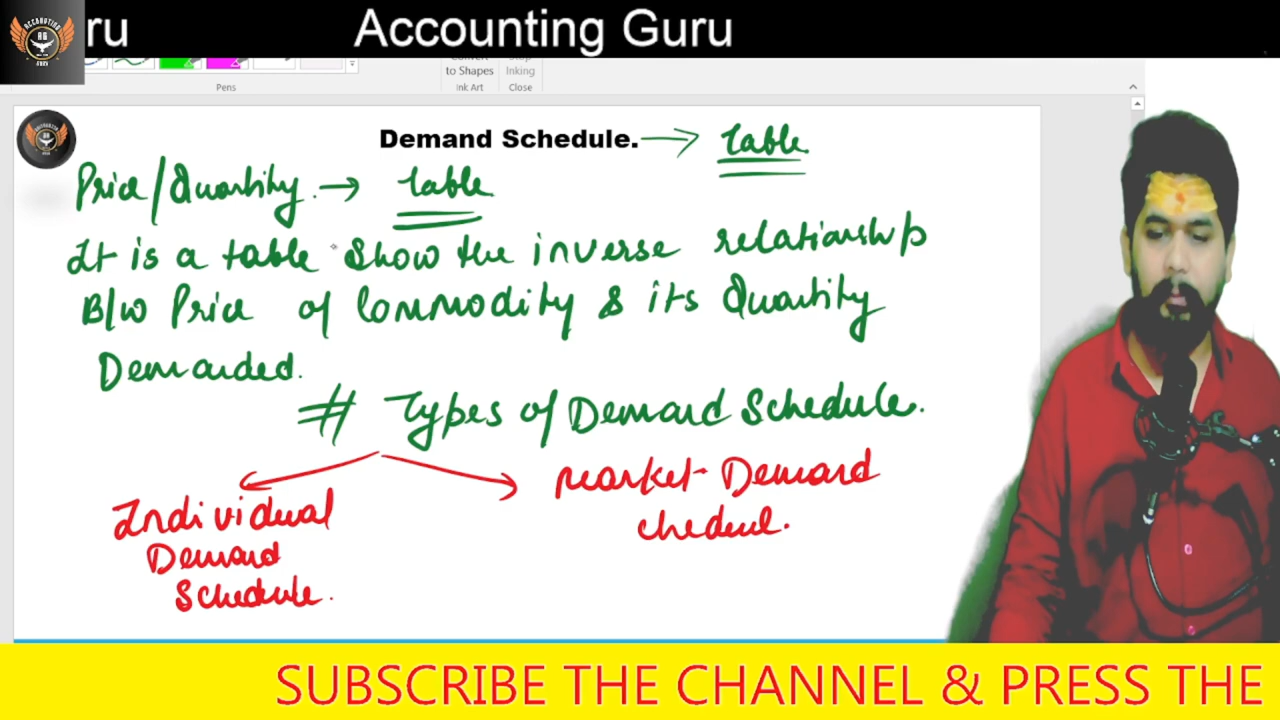 ru Accounting Guru
Convert
to Shapes
Inking
Pens
Ink Art
Close
Demand Schedule. → Table
Price/Quantity → Table
It is a table show the inverse relationship
B/w Price of Commodity & its Quantity
Demanded.
# Types of Demand Schedule.
Individual
Demand
Schedule.
Market Demand
chedule.
SUBSCRIBE THE CHANNEL & PRESS THE